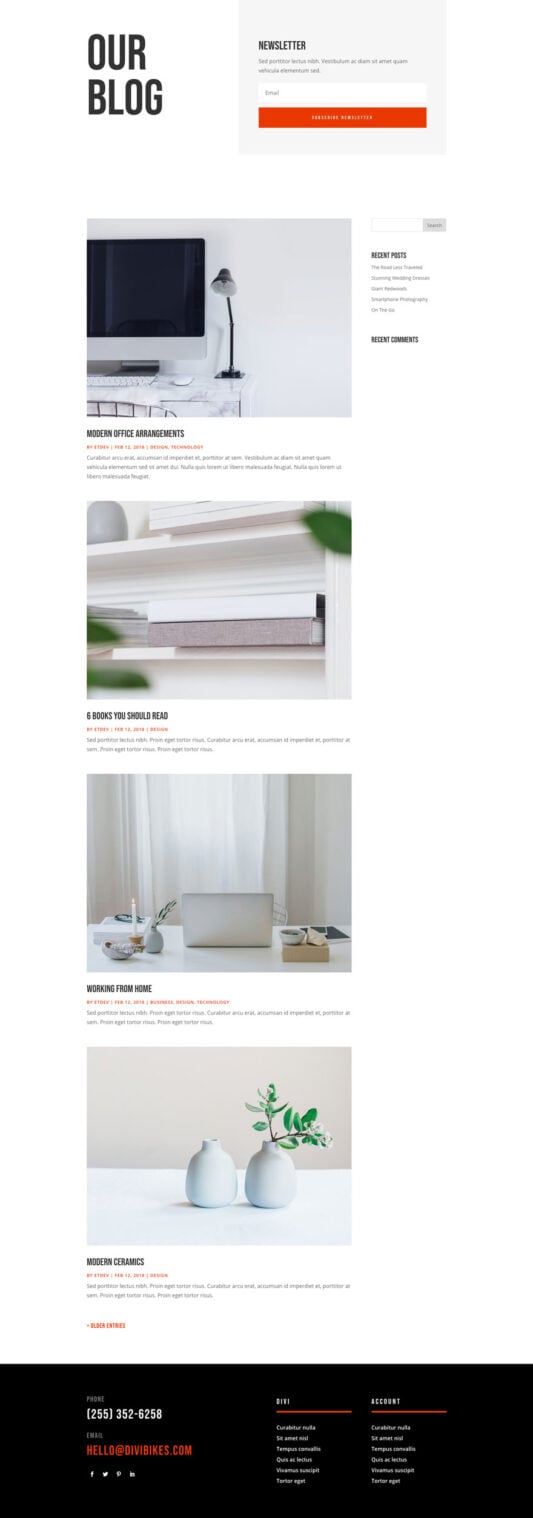 OUR
BLOG
NEWSLETTER
Sed porttitor lectus nibh. Vestibulum ac diam sit amet quam
vehicula elementum sed.
Email
SUBSCRIBE NEWSLETTER
Search
RECENT POSTS
The Road Less Traveled
Stunning Wedding Dresses
Giant Redwoods
Smartphone Photography
On The Go
RECENT COMMENTS
MODERN OFFICE ARRANGEMENTS
BY ETDEV | FEB 12, 2018 | DESIGN, TECHNOLOGY
Curabitur arcu erat, accumsan id imperdiet et, porttitor at sem. Vestibulum ac diam sit amet quam
vehicula elementum sed sit amet dui. Nulla quis lorem ut libero malesuada feugiat. Nulla quis lorem ut
libero malesuada feugiat.
6 BOOKS YOU SHOULD READ
BY ETDEV | FEB 12, 2018 | DESIGN
Sed porttitor lectus nibh. Proin eget tortor risus. Curabitur arcu erat, accumsan id imperdiet et, porttitor at
sem. Proin eget tortor risus. Proin eget tortor risus.
WORKING FROM HOME
BY ETDEV | FEB 12, 2018 | BUSINESS, DESIGN, TECHNOLOGY
Sed porttitor lectus nibh. Proin eget tortor risus. Curabitur arcu erat, accumsan id imperdiet et, porttitor at
sem. Proin eget tortor risus. Proin eget tortor risus.
MODERN CERAMICS
BY ETDEV | FEB 12, 2018 | DESIGN
Sed porttitor lectus nibh. Proin eget tortor risus. Curabitur arcu erat, accumsan id imperdiet et, porttitor at
sem. Proin eget tortor risus. Proin eget tortor risus.
« OLDER ENTRIES
PHONE
(255) 352-6258
EMAIL
HELLO@DIVIBIKES.COM
DIVI
Curabitur nulla
Sit amet nisl
Tempus convallis
Quis ac lectus
Vivamus suscipit
Tortor eget
ACCOUNT
Curabitur nulla
Sit amet nisl
Tempus convallis
Quis ac lectus
Vivamus suscipit
Tortor eget